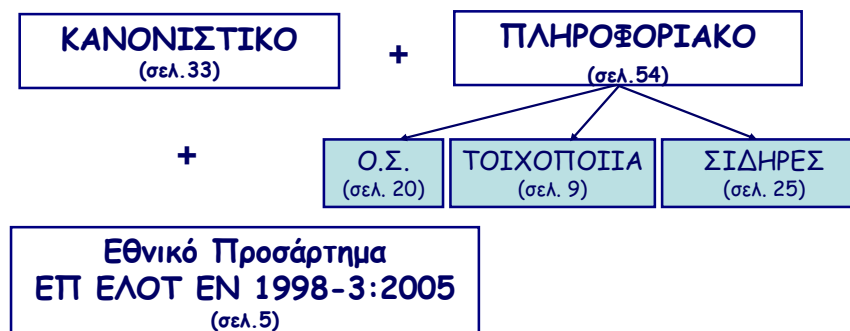 ΚΑΝΟΝΙΣΤΙΚΟ
(σελ.33)
+
ΠΛΗΡΟΦΟΡΙΑΚΟ
(σελ.54)
+
Ο.Σ.
(σελ. 20)
ΤΟΙΧΟΠΟΙΙΑ
(σελ. 9)
ΣΙΔΗΡΕΣ
(σελ. 25)
Εθνικό Προσάρτημα
ΕΠ ΕΛΟΤ ΕΝ 1998-3:2005
(σελ.5)